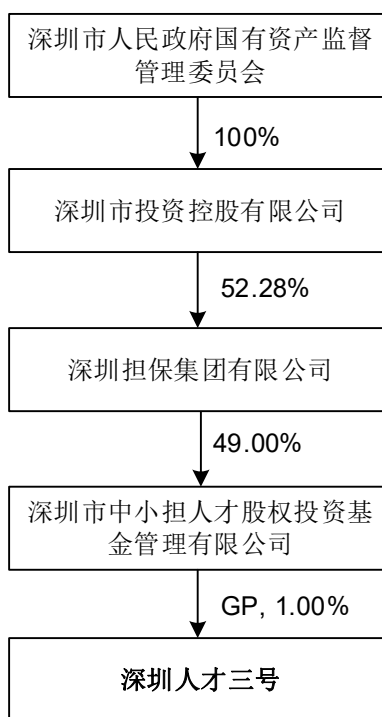 深圳市人民政府国有资产监督
管理委员会
100%
深圳市投资控股有限公司
52.28%
深圳担保集团有限公司
49.00%
深圳市中小担人才股权投资基
金管理有限公司
GP, 1.00%
深圳人才三号